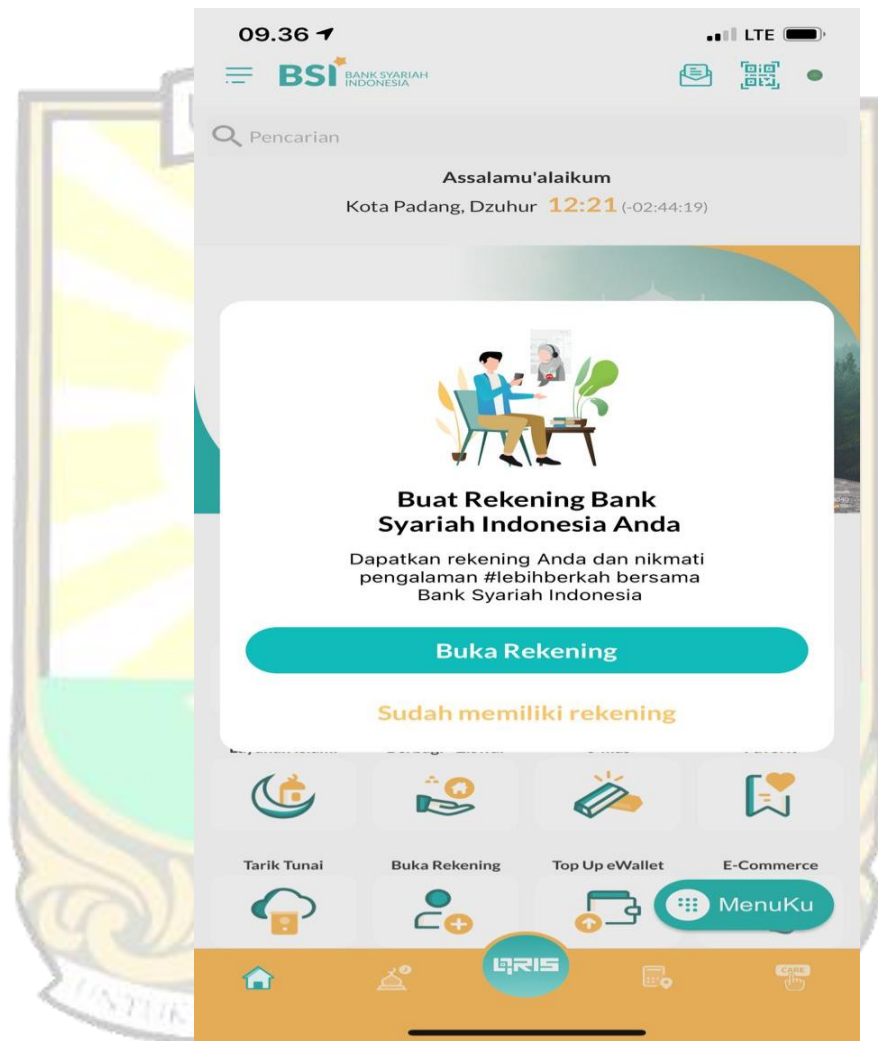 09.36
LTE
BSI BANK SYARIAH
INDONESIA
Pencarian
Assalamu'alaikum
Kota Padang, Dzuhur 12:21 (-02:44:19)
Buat Rekening Bank
Syariah Indonesia Anda
Dapatkan rekening Anda dan nikmati
pengalaman #lebihberkah bersama
Bank Syariah Indonesia
Buka Rekening
Sudah memiliki rekening
Tarik Tunai
Buka Rekening
Top Up eWallet
E-Commerce
MenuKu
QRIS
CARE
UNTUK